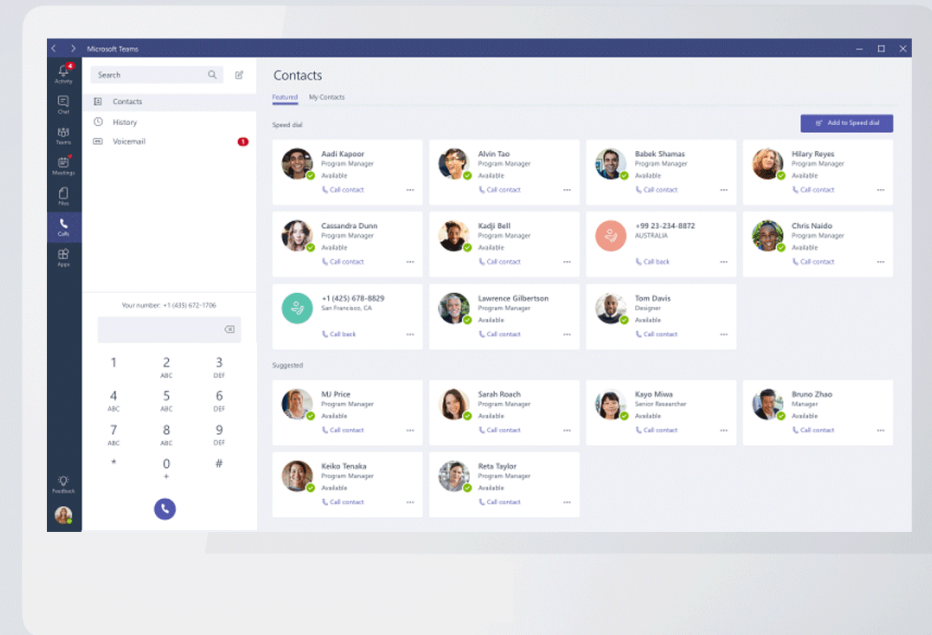 Microsoft Teams
4
Activity
Chat
Teams
Meetings
Files
Calls
Apps
Feedback
Search
Contacts
History
Voicemail
1
Your number: +1 (435) 672-1706
1
2
ABC
3
DEF
4
ABC
5
ABC
6
DEF
7
ABC
8
ABC
9
DEF
*
0
+
#
Contacts
Featured
My Contacts
Speed dial
Add to Speed dial
Aadi Kapoor
Program Manager
Available
Call contact
Alvin Tao
Program Manager
Available
Call contact
Babek Shamas
Program Manager
Available
Call contact
Hilary Reyes
Program Manager
Available
Call contact
Cassandra Dunn
Program Manager
Available
Call contact
Kadji Bell
Program Manager
Available
Call contact
+99 23-234-8872
AUSTRALIA
Call back
Chris Naido
Program Manager
Available
Call contact
+1 (425) 678-8829
San Francisco, CA
Call back
Lawrence Gilbertson
Program Manager
Available
Call contact
Tom Davis
Designer
Available
Call contact
Suggested
MJ Price
Program Manager
Available
Call contact
Sarah Roach
Program Manager
Available
Call contact
Kayo Miwa
Senior Researcher
Available
Call contact
Bruno Zhao
Manager
Available
Call contact
Keiko Tanaka
Program Manager
Available
Call contact
Reta Taylor
Program Manager
Available
Call contact